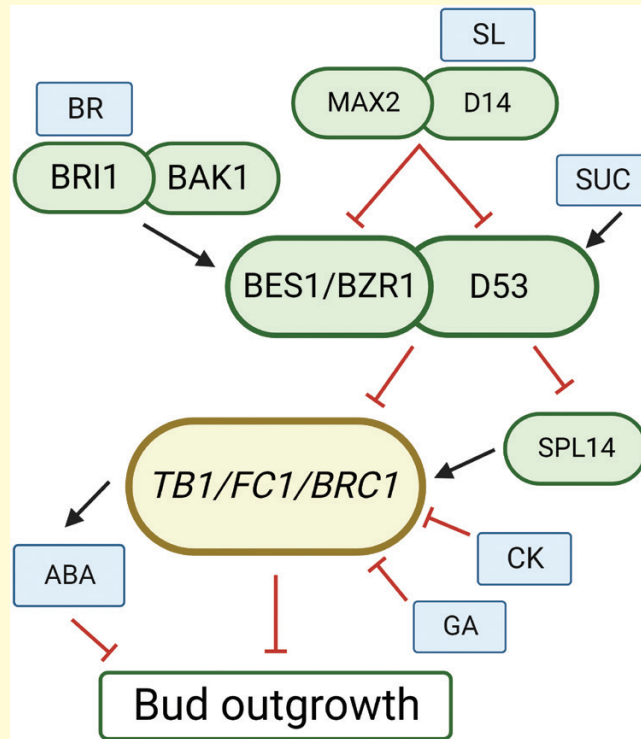 SL
MAX2
D14
BR
BRI1
BAK1
SUC
BES1/BZR1
D53
TB1/FC1/BRC1
SPL14
ABA
CK
GA
Bud outgrowth